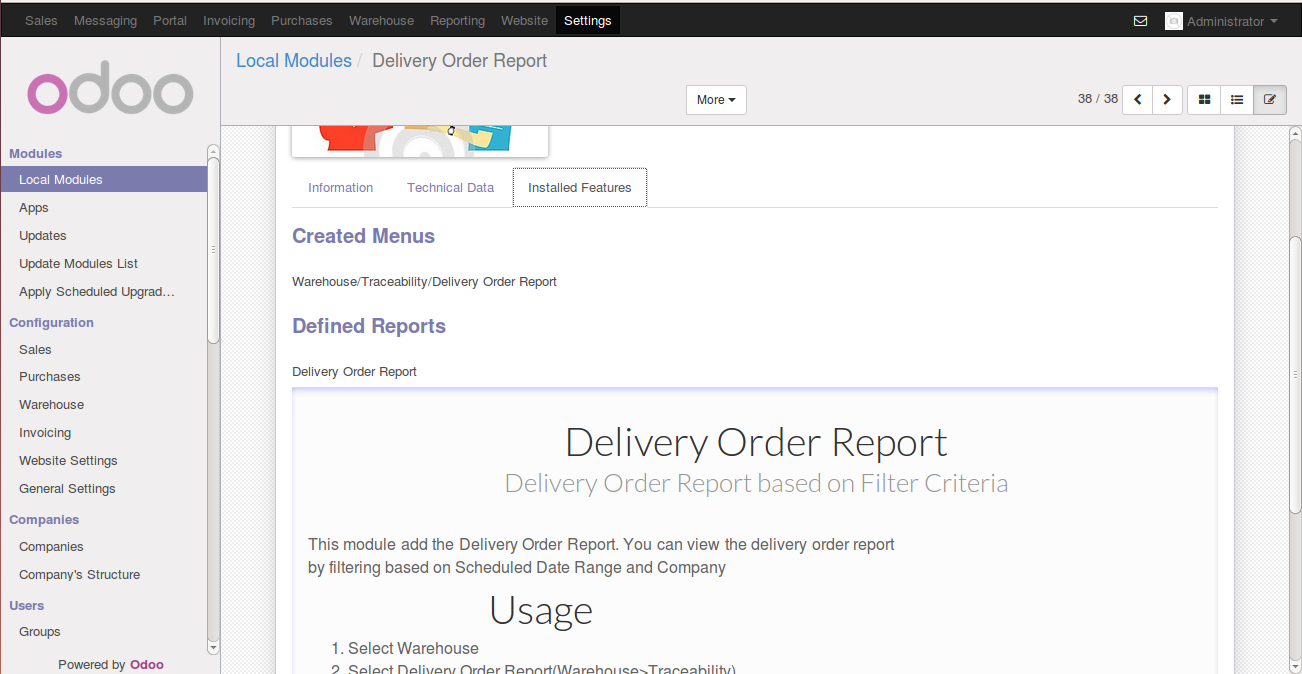 Sales Messaging Portal Invoicing Purchases Warehouse Reporting Website Settings Administrator
odoo
Local Modules / Delivery Order Report
More
38 / 38
Modules
Local Modules
Apps
Updates
Update Modules List
Apply Scheduled Upgrad...
Configuration
Sales
Purchases
Warehouse
Invoicing
Website Settings
General Settings
Companies
Companies
Company's Structure
Users
Groups
Powered by Odoo
Information Technical Data Installed Features
Created Menus
Warehouse/Traceability/Delivery Order Report
Defined Reports
Delivery Order Report
Delivery Order Report
Delivery Order Report based on Filter Criteria
This module add the Delivery Order Report. You can view the delivery order report
by filtering based on Scheduled Date Range and Company
Usage
1. Select Warehouse
2. Select Delivery Order Report(Warehouse>Traceability)